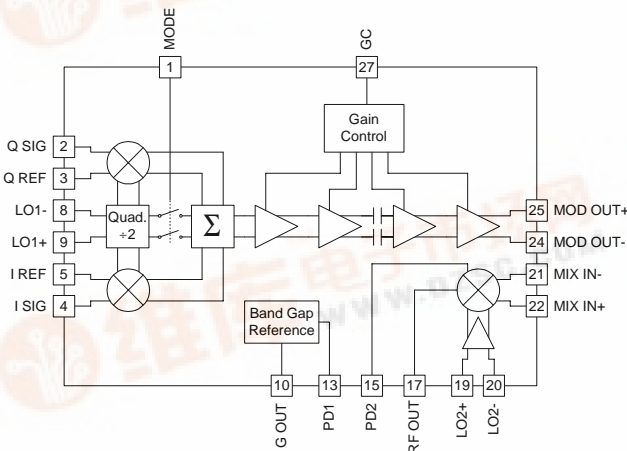 MODE
GC
1
27
Gain
Control
Q SIG 2
Q REF 3
LO1- 8
LO1+ 9
I REF 5
I SIG 4
Quad.
÷2
Σ
25 MOD OUT+
24 MOD OUT-
21 MIX IN-
22 MIX IN+
Band Gap
Reference
10
13
15
17
19
20
G OUT
PD1
PD2
RF OUT
LO2+
LO2-